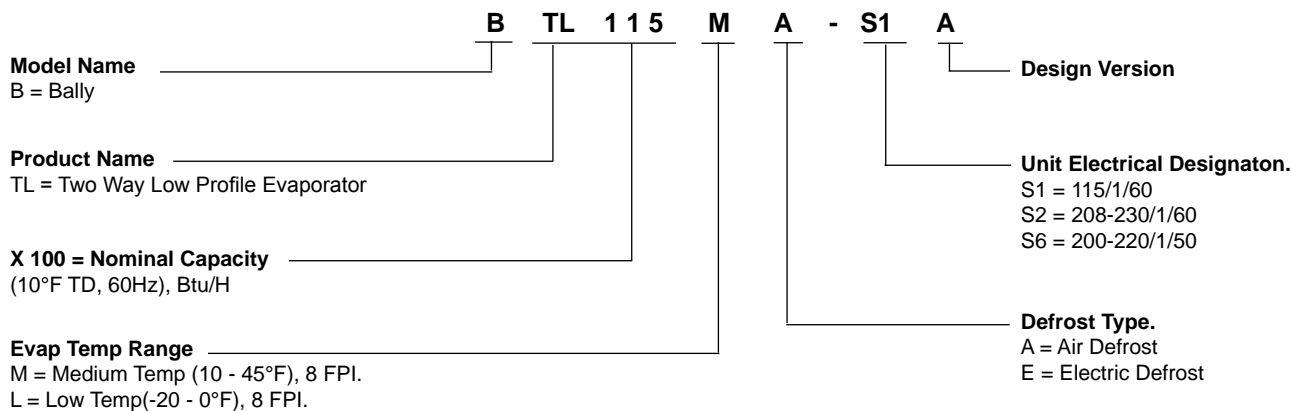 B TL 1 1 5 M A - S1 A
Model Name
B = Bally
Product Name
TL = Two Way Low Profile Evaporator
X 100 = Nominal Capacity
(10°F TD, 60Hz), Btu/H
Evap Temp Range
M = Medium Temp (10 - 45°F), 8 FPI.
L = Low Temp(-20 - 0°F), 8 FPI.
Design Version
Unit Electrical Designaton.
S1 = 115/1/60
S2 = 208-230/1/60
S6 = 200-220/1/50
Defrost Type.
A = Air Defrost
E = Electric Defrost